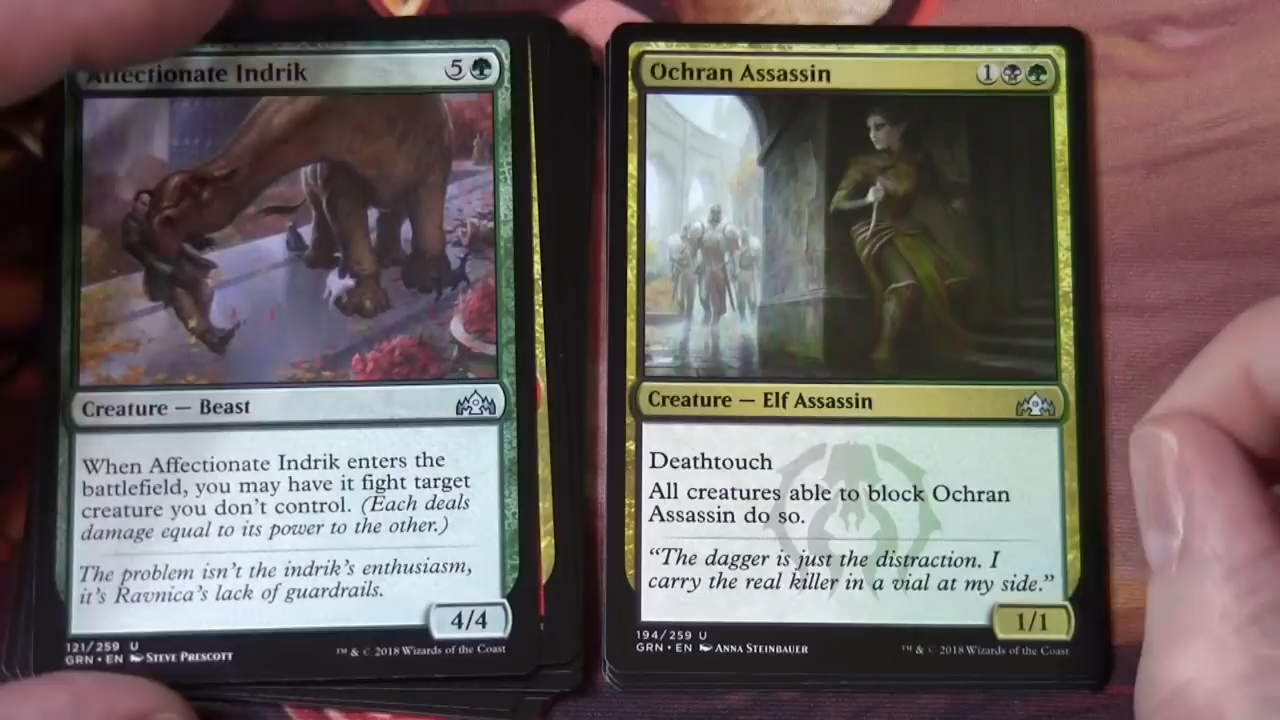 Affectionate Indrik
5
Creature — Beast
When Affectionate Indrik enters the
battlefield, you may have it fight target
creature you don't control. (Each deals
damage equal to its power to the other.)
The problem isn't the indrik's enthusiasm,
it's Ravnica's lack of guardrails.
4/4
121/259 U
GRN • EN Steve Prescott
™ & © 2018 Wizards of the Coast
Ochran Assassin
1
Creature — Elf Assassin
Deathtouch
All creatures able to block Ochran
Assassin do so.
"The dagger is just the distraction. I
carry the real killer in a vial at my side."
1/1
194/259 U
GRN • EN Anna Steinbauer
™ & © 2018 Wizards of the Coast